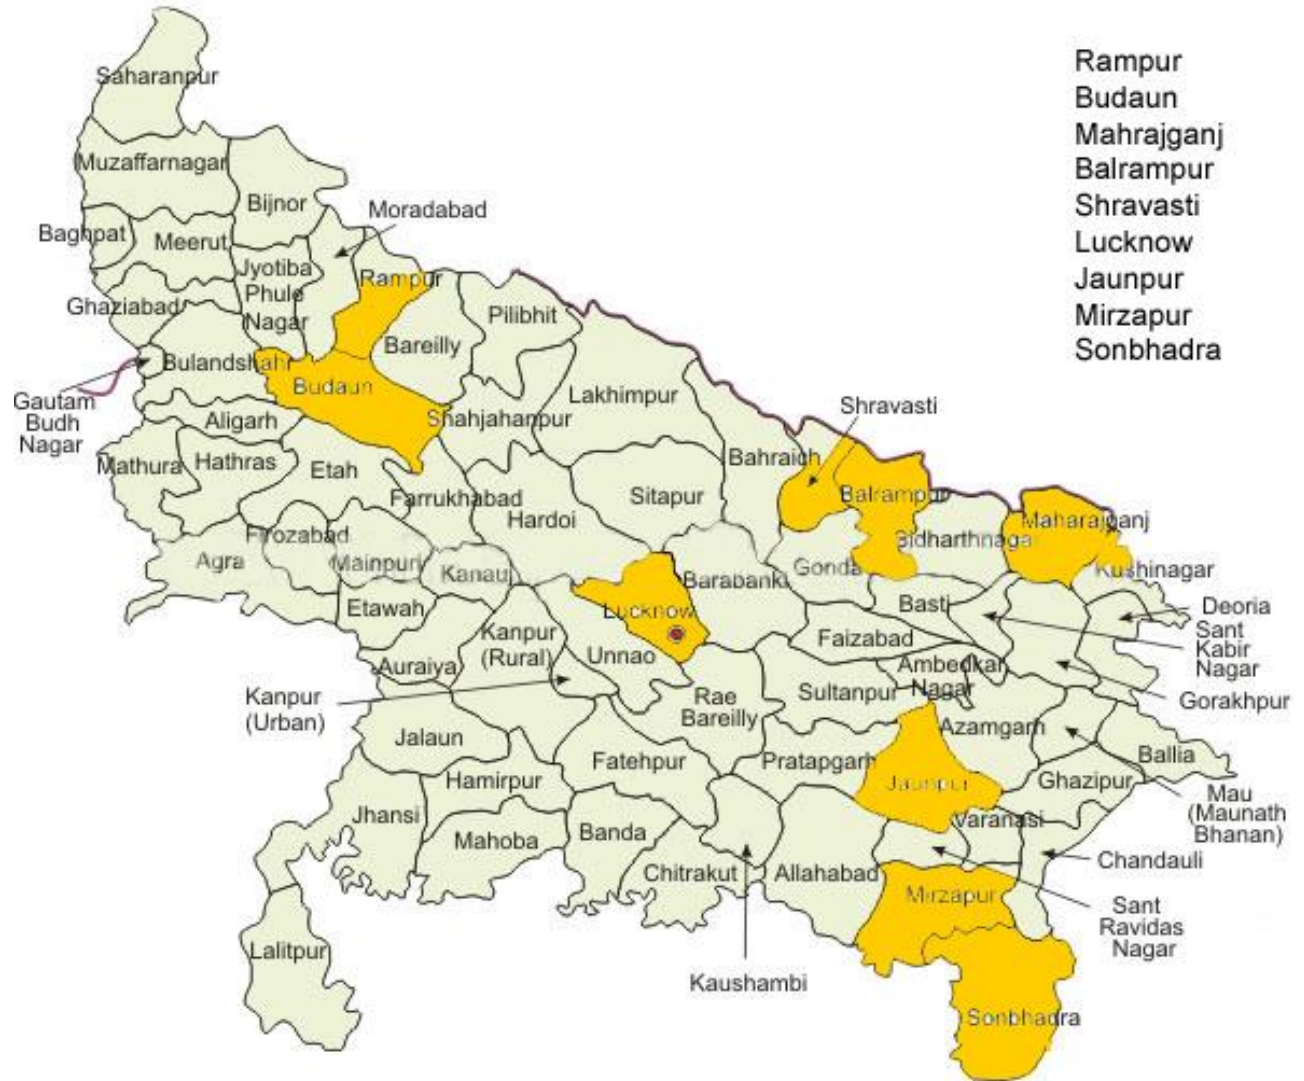 Rampur
Budaun
Mahrajganj
Balrampur
Shravasti
Lucknow
Jaunpur
Mirzapur
Sonbhadra
Saharanpur
Muzaffarnagar
Bijnor
Moradabad
Baghpat
Meerut
Jyotiba
Phule
Nagar
Rampur
Ghaziabad
Pilibhit
Bareilly
Bulandshahr
Budaun
Gautam
Budh
Nagar
Aligarh
Shahjahanpur
Lakhimpur
Shravasti
Mathura
Hathras
Etah
Bahraich
Farrukhabad
Sitapur
Balrampur
Hardoi
Maharajganj
Firozabad
Sidharthnagar
Agra
Mainpuri
Kanauj
Barabanki
Gonda
Kushinagar
Etawah
Lucknow
Basti
Deoria
Kanpur
(Rural)
Faizabad
Sant
Kabir
Nagar
Unnao
Auraiya
Ambedkar
Nagar
Kanpur
(Urban)
Rae
Bareilly
Sultanpur
Gorakhpur
Azamgarh
Jalaun
Fatehpur
Pratapgarh
Ballia
Hamirpur
Jaunpur
Ghazipur
Mau
(Maunath
Bhanan)
Jhansi
Mahoba
Banda
Varanasi
Chitrakut
Allahabad
Chandauli
Mirzapur
Sant
Ravidas
Nagar
Lalitpur
Kaushambi
Sonbhadra